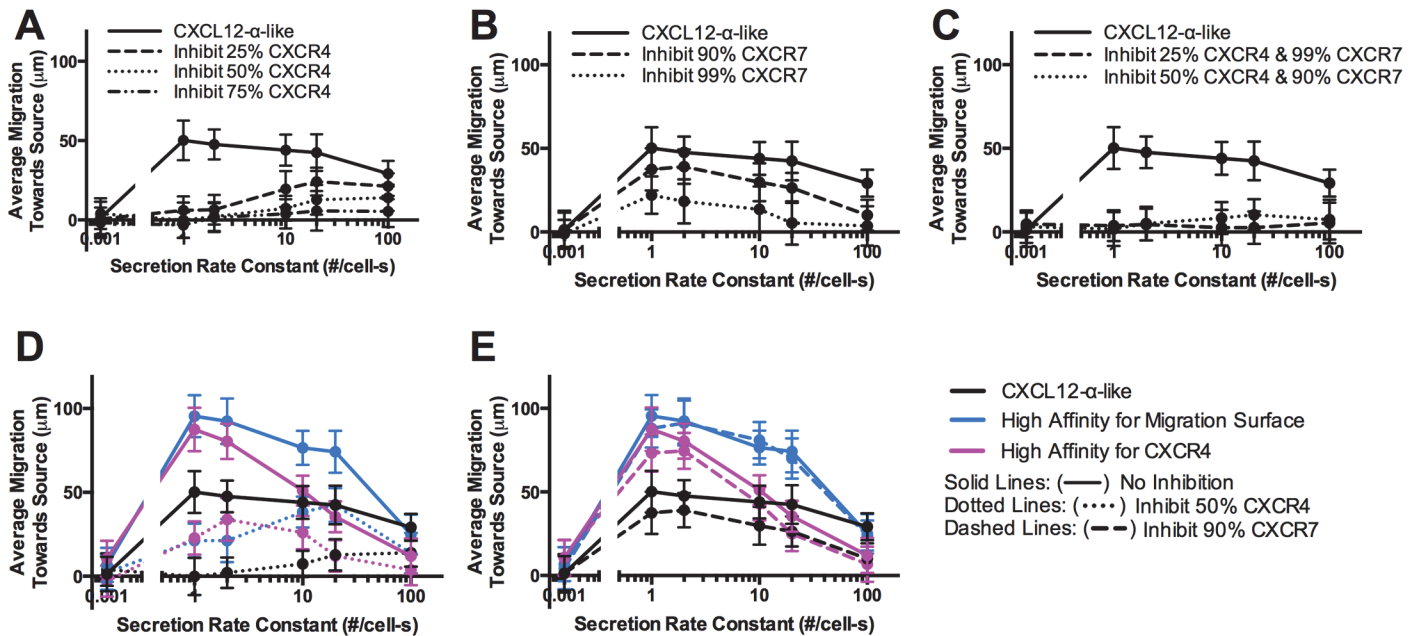 A
CXCL12-α-like
Inhibit 25% CXCR4
Inhibit 50% CXCR4
Inhibit 75% CXCR4
Average Migration
Towards Source (μm)
100
50
0
0.001 1 10 100
Secretion Rate Constant (#/cell-s)
B
CXCL12-α-like
Inhibit 90% CXCR7
Inhibit 99% CXCR7
Average Migration
Towards Source (μm)
100
50
0
0.001 1 10 100
Secretion Rate Constant (#/cell-s)
C
CXCL12-α-like
Inhibit 25% CXCR4 & 99% CXCR7
Inhibit 50% CXCR4 & 90% CXCR7
Average Migration
Towards Source (μm)
100
50
0
0.001 1 10 100
Secretion Rate Constant (#/cell-s)
D
Average Migration
Towards Source (μm)
100
50
0
0.001 1 10 100
Secretion Rate Constant (#/cell-s)
E
Average Migration
Towards Source (μm)
100
50
0
0.001 1 10 100
Secretion Rate Constant (#/cell-s)
CXCL12-α-like
High Affinity for Migration Surface
High Affinity for CXCR4
Solid Lines: ( ) No Inhibition
Dotted Lines: ( ) Inhibit 50% CXCR4
Dashed Lines: ( ) Inhibit 90% CXCR7